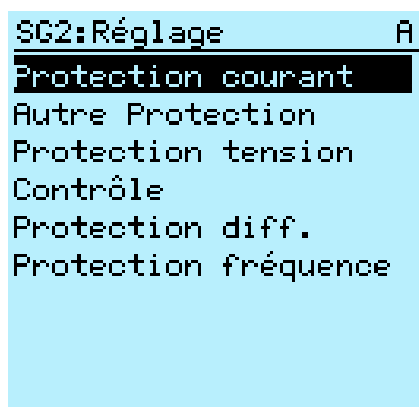 SG2:Réglage A
Protection courant
Autre Protection
Protection tension
Contrôle
Protection diff.
Protection fréquence